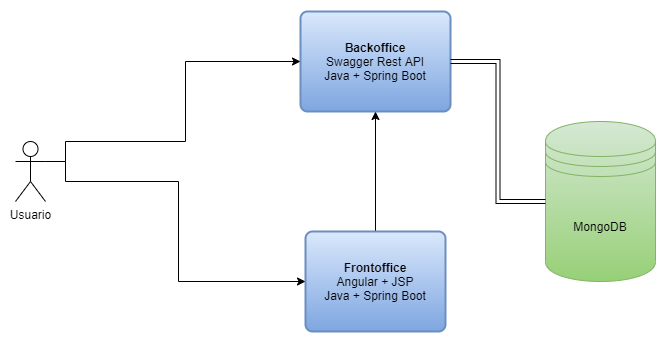 Backoffice
Swagger Rest API
Java + Spring Boot
Usuario
MongoDB
Frontoffice
Angular + JSP
Java + Spring Boot